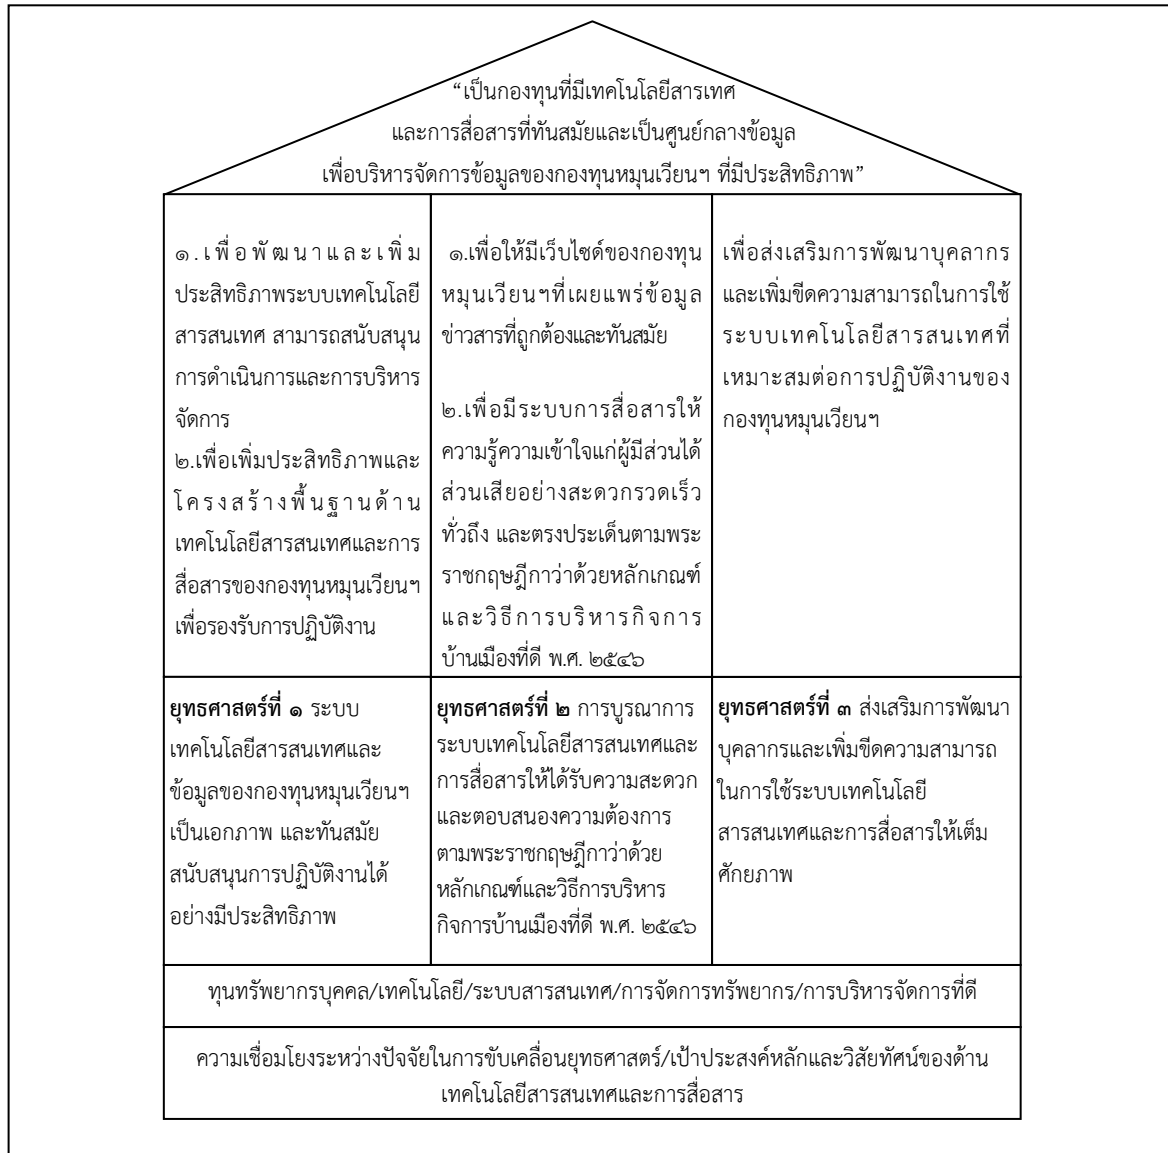 “เป็นกองทุนที่มีเทคโนโลยีสารเทศ
และการสื่อสารที่ทันสมัยและเป็นศูนย์กลางข้อมูล
เพื่อบริหารจัดการข้อมูลของกองทุนหมุนเวียนฯ ที่มีประสิทธิภาพ”
๑.เพื่อพัฒนาและเพิ่ม
ประสิทธิภาพระบบเทคโนโลยี
สารสนเทศ สามารถสนับสนุน
การดำเนินการและการบริหาร
จัดการ
๒.เพื่อเพิ่มประสิทธิภาพและ
โครงสร้างพื้นฐานด้าน
เทคโนโลยีสารสนเทศและการ
สื่อสารของกองทุนหมุนเวียนฯ
เพื่อรองรับการปฏิบัติงาน
๑.เพื่อให้มีเว็บไซด์ของกองทุน
หมุนเวียนฯที่เผยแพร่ข้อมูล
ข่าวสารที่ถูกต้องและทันสมัย
๒.เพื่อมีระบบการสื่อสารให้
ความรู้ความเข้าใจแก่ผู้มีส่วนได้
ส่วนเสียอย่างสะดวกรวดเร็ว
ทั่วถึง และตรงประเด็นตามพระ
ราชกฤษฎีกาว่าด้วยหลักเกณฑ์
และวิธีการบริหารกิจการ
บ้านเมืองที่ดี พ.ศ. ๒๕๔๖
เพื่อส่งเสริมการพัฒนาบุคลากร
และเพิ่มขีดความสามารถในการใช้
ระบบเทคโนโลยีสารสนเทศที่
เหมาะสมต่อการปฏิบัติงานของ
กองทุนหมุนเวียนฯ
ยุทธศาสตร์ที่ ๑ ระบบ
เทคโนโลยีสารสนเทศและ
ข้อมูลของกองทุนหมุนเวียนฯ
เป็นเอกภาพ และทันสมัย
สนับสนุนการปฏิบัติงานได้
อย่างมีประสิทธิภาพ
ยุทธศาสตร์ที่ ๒ การบูรณาการ
ระบบเทคโนโลยีสารสนเทศและ
การสื่อสารให้ได้รับความสะดวก
และตอบสนองความต้องการ
ตามพระราชกฤษฎีกาว่าด้วย
หลักเกณฑ์และวิธีการบริหาร
กิจการบ้านเมืองที่ดี พ.ศ. ๒๕๔๖
ยุทธศาสตร์ที่ ๓ ส่งเสริมการพัฒนา
บุคลากรและเพิ่มขีดความสามารถ
ในการใช้ระบบเทคโนโลยี
สารสนเทศและการสื่อสารให้เต็ม
ศักยภาพ
ทุนทรัพยากรบุคคล/เทคโนโลยี/ระบบสารสนเทศ/การจัดการทรัพยากร/การบริหารจัดการที่ดี
ความเชื่อมโยงระหว่างปัจจัยในการขับเคลื่อนยุทธศาสตร์/เป้าประสงค์หลักและวิสัยทัศน์ของด้าน
เทคโนโลยีสารสนเทศและการสื่อสาร